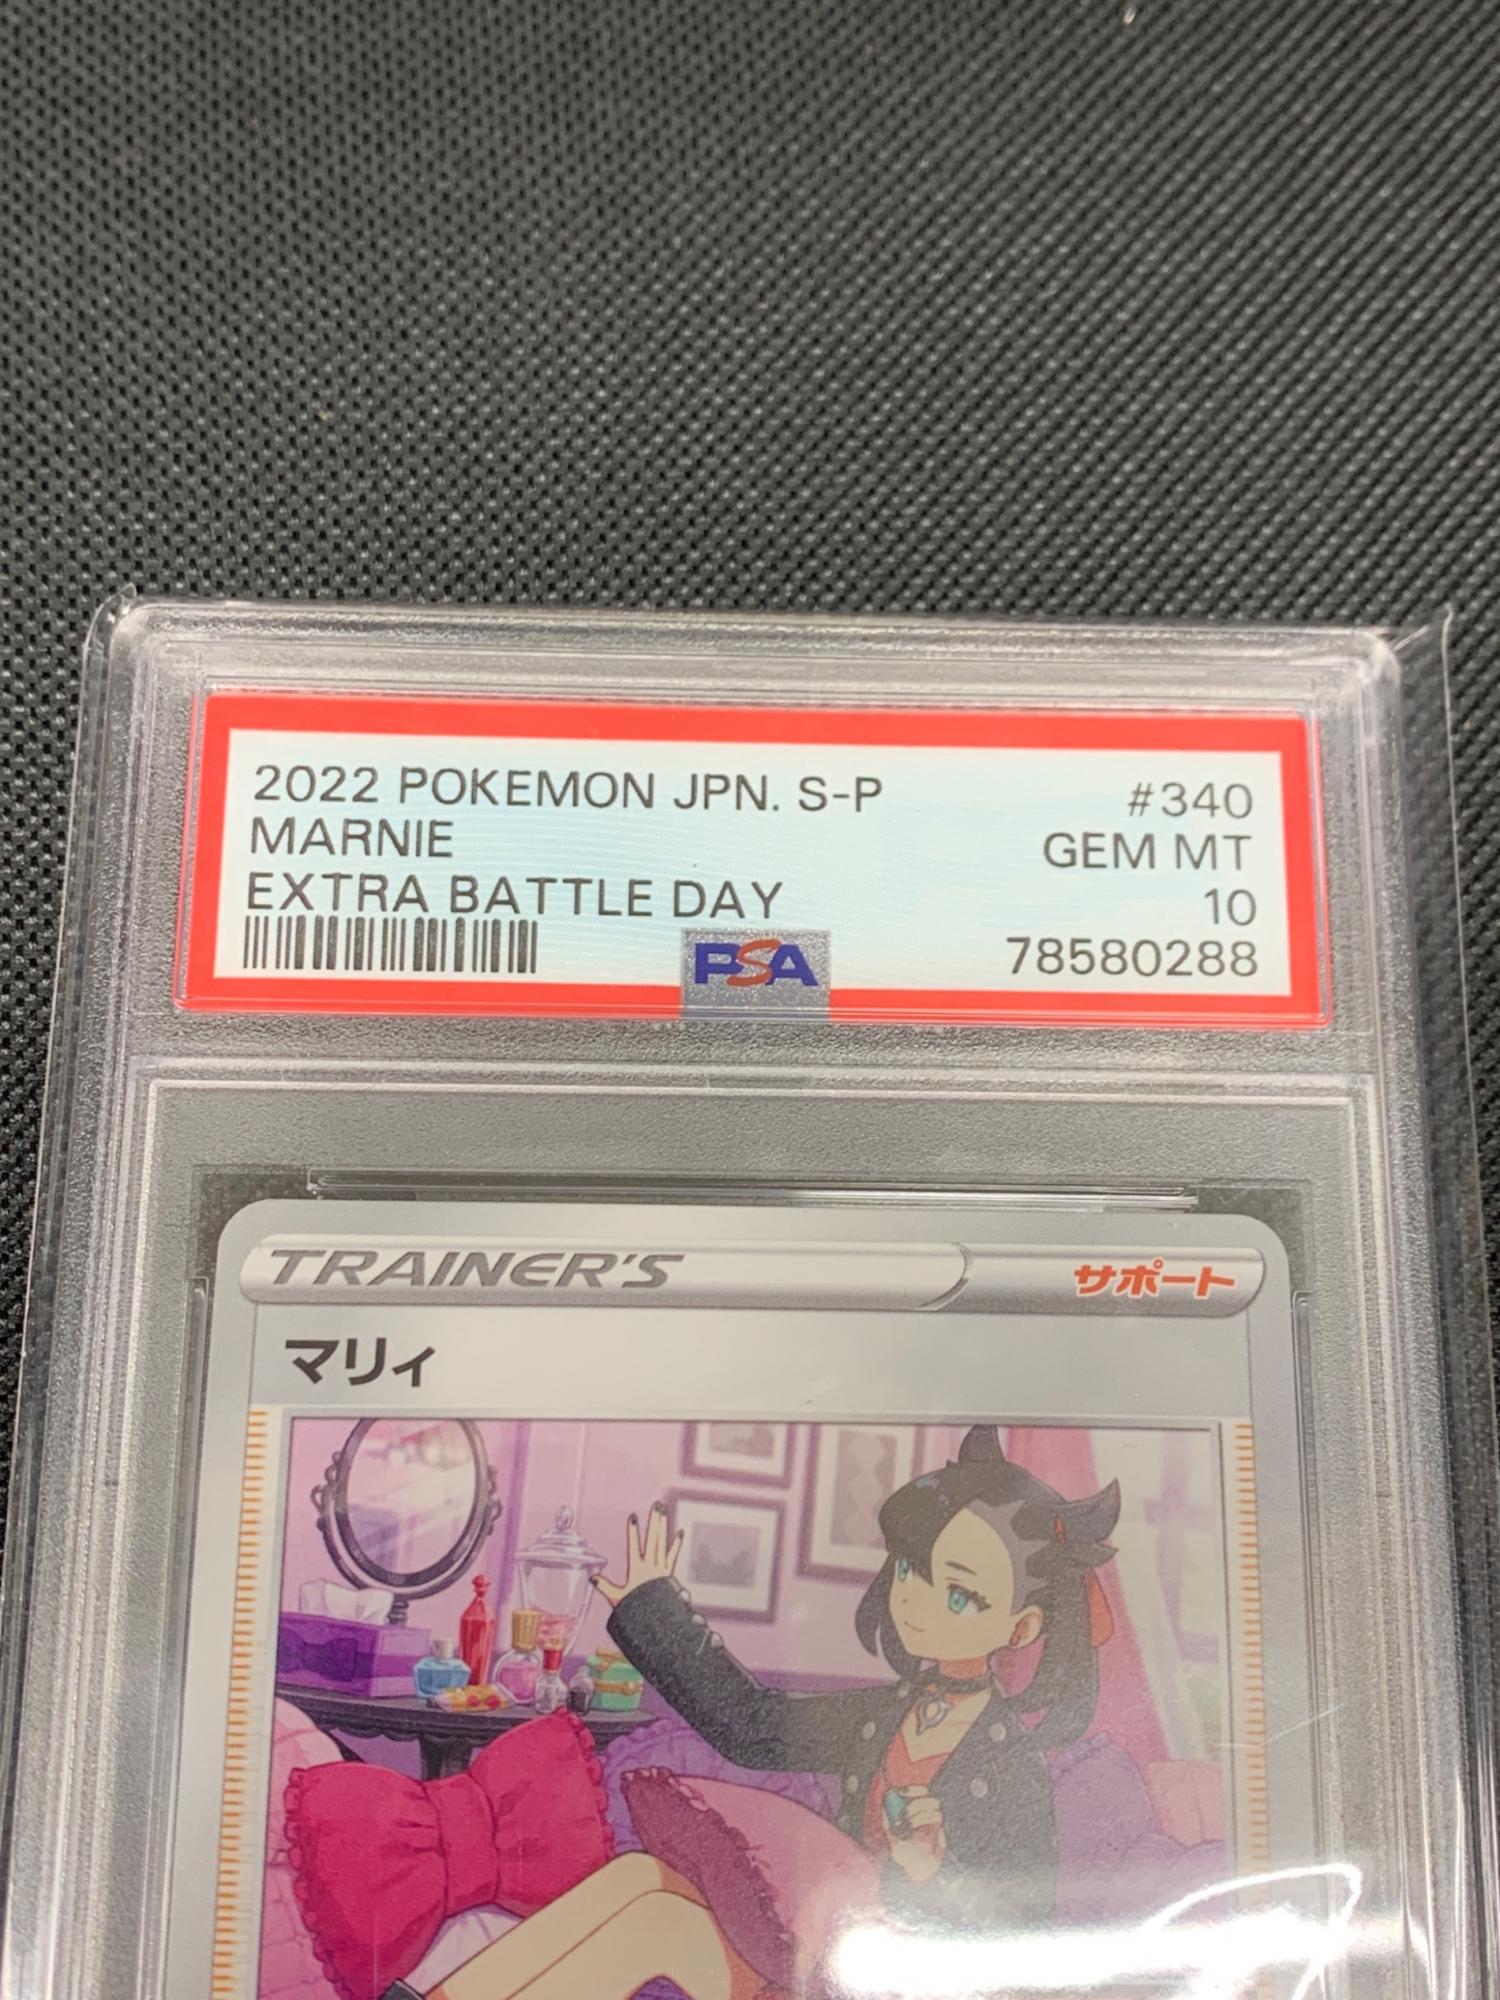 2022 POKEMON JPN. S-P #340
MARNIE GEM MT
EXTRA BATTLE DAY 10
PSA 78580288
TRAINER'S サポート
マリィ